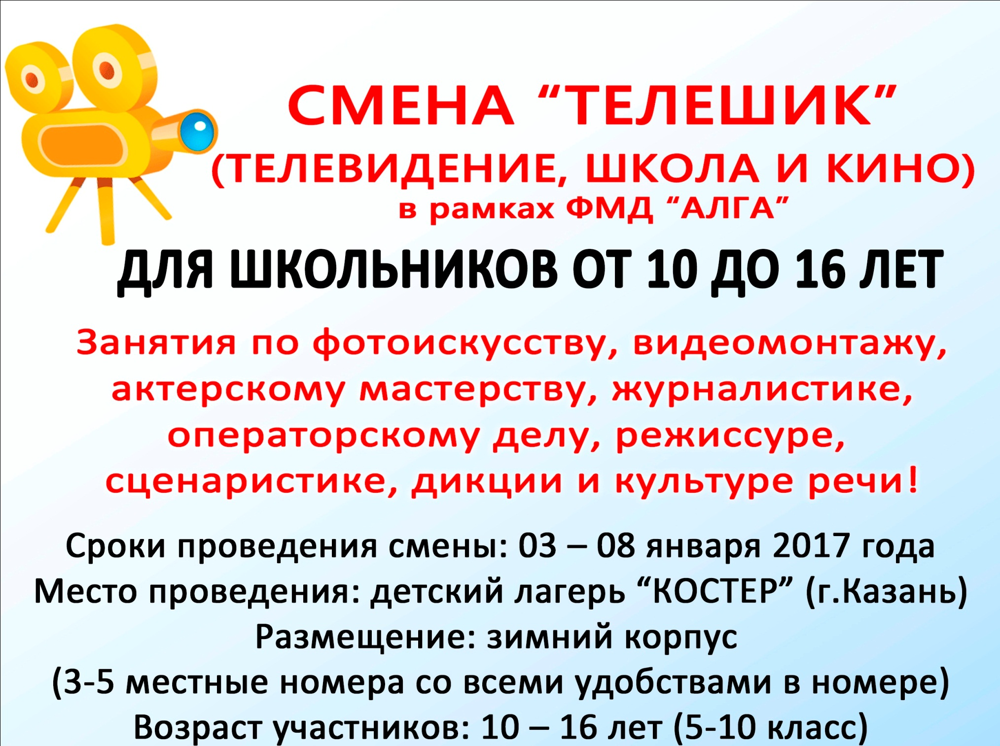 СМЕНА “ТЕЛЕШИК”
(ТЕЛЕВИДЕНИЕ, ШКОЛА И КИНО)
в рамках ФМД “АЛГА”
ДЛЯ ШКОЛЬНИКОВ ОТ 10 ДО 16 ЛЕТ
Занятия по фотоискусству, видеомонтажу,
актерскому мастерству, журналистике,
операторскому делу, режиссуре,
сценаристике, дикции и культуре речи!
Сроки проведения смены: 03 – 08 января 2017 года
Место проведения: детский лагерь “КОСТЕР” (г.Казань)
Размещение: зимний корпус
(3-5 местные номера со всеми удобствами в номере)
Возраст участников: 10 – 16 лет (5-10 класс)